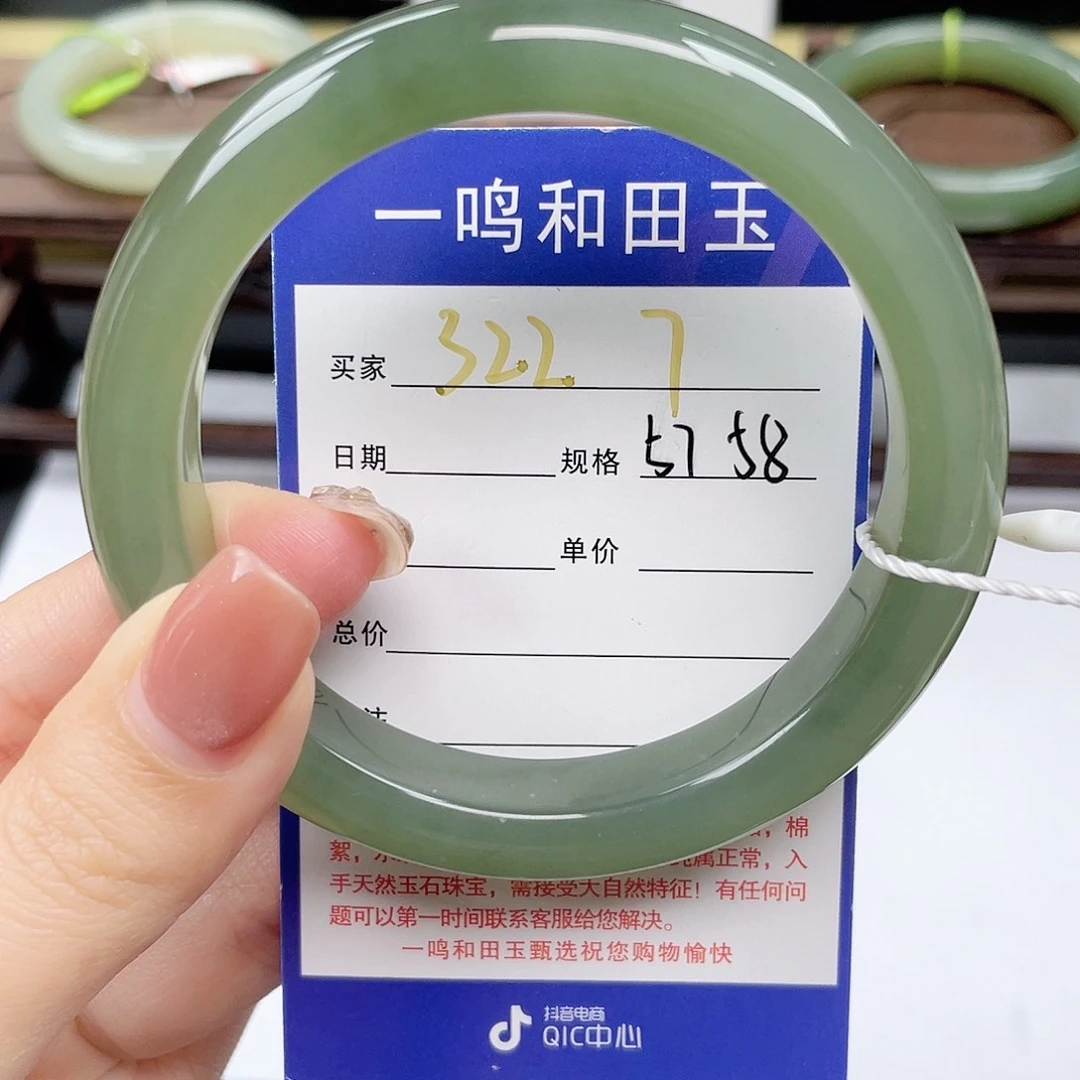 一鸣和田玉
买家 322 7
日期 规格 57 58
单价
总价
棉
絮，属正常，入
手天然玉石珠宝，需接受大自然特征！有任何问
题可以第一时间联系客服给您解决。
一鸣和田玉甄选祝您购物愉快
抖音电商
QIC中心